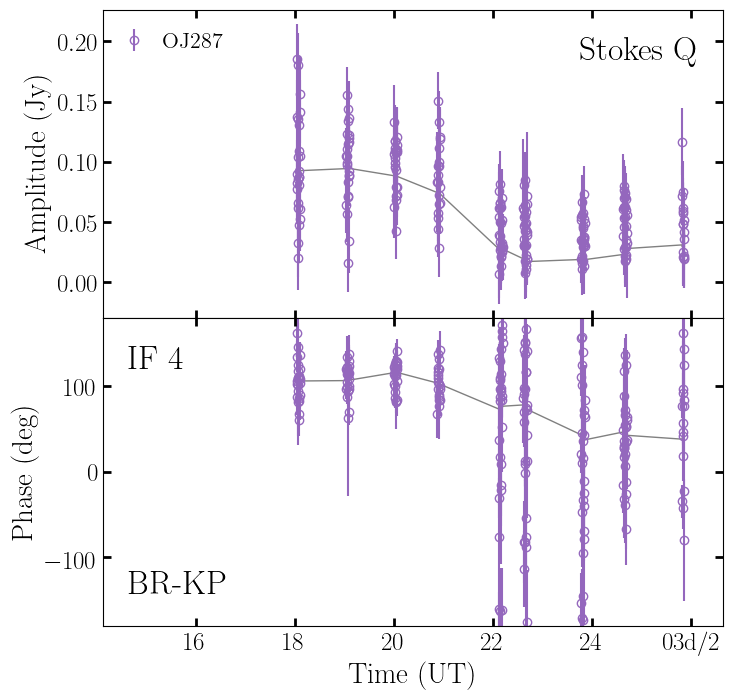 0.20
0.15
0.10
0.05
0.00
Amplitude (Jy)
OJ287
Stokes Q
IF 4
BR-KP
100
0
−100
Phase (deg)
16 18 20 22 24 03d/2
Time (UT)